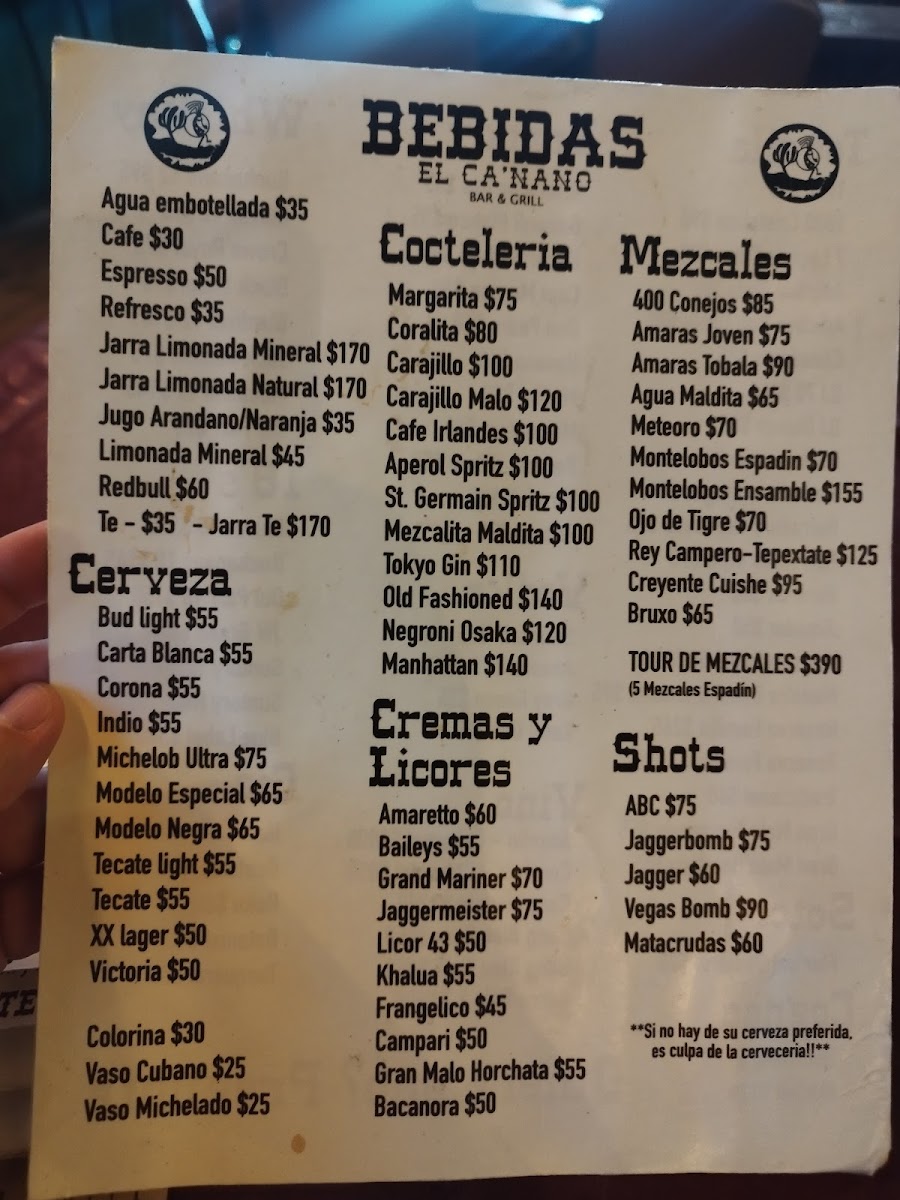 BEBIDAS
EL CA'NANO
BAR & GRILL
Agua embotellada $35
Cafe $30
Espresso $50
Refresco $35
Jarra Limonada Mineral $170
Jarra Limonada Natural $170
Jugo Arandano/Naranja $35
Limonada Mineral $45
Redbull $60
Te - $35 - Jarra Te $170
Cerveza
Bud light $55
Carta Blanca $55
Corona $55
Indio $55
Michelob Ultra $75
Modelo Especial $65
Modelo Negra $65
Tecate light $55
Tecate $55
XX lager $50
Victoria $50
Colorina $30
Vaso Cubano $25
Vaso Michelado $25
Cocteleria
Margarita $75
Coralita $80
Carajillo $100
Carajillo Malo $120
Cafe Irlandes $100
Aperol Spritz $100
St. Germain Spritz $100
Mezcalita Maldita $100
Tokyo Gin $110
Old Fashioned $140
Negroni Osaka $120
Manhattan $140
Cremas y
Licores
Amaretto $60
Baileys $55
Grand Mariner $70
Jaggermeister $75
Licor 43 $50
Khalua $55
Frangelico $45
Campari $50
Gran Malo Horchata $55
Bacanora $50
Mezcales
400 Conejos $85
Amaras Joven $75
Amaras Tobala $90
Agua Maldita $65
Meteoro $70
Montelobos Espadin $70
Montelobos Ensamble $155
Ojo de Tigre $70
Rey Campero-Tepextate $125
Creyente Cuishe $95
Bruxo $65
TOUR DE MEZCALES $390
(5 Mezcales Espadín)
Shots
ABC $75
Jaggerbomb $75
Jagger $60
Vegas Bomb $90
Matacrudas $60
**Si no hay de su cerveza preferida,
es culpa de la cerveceria!!**